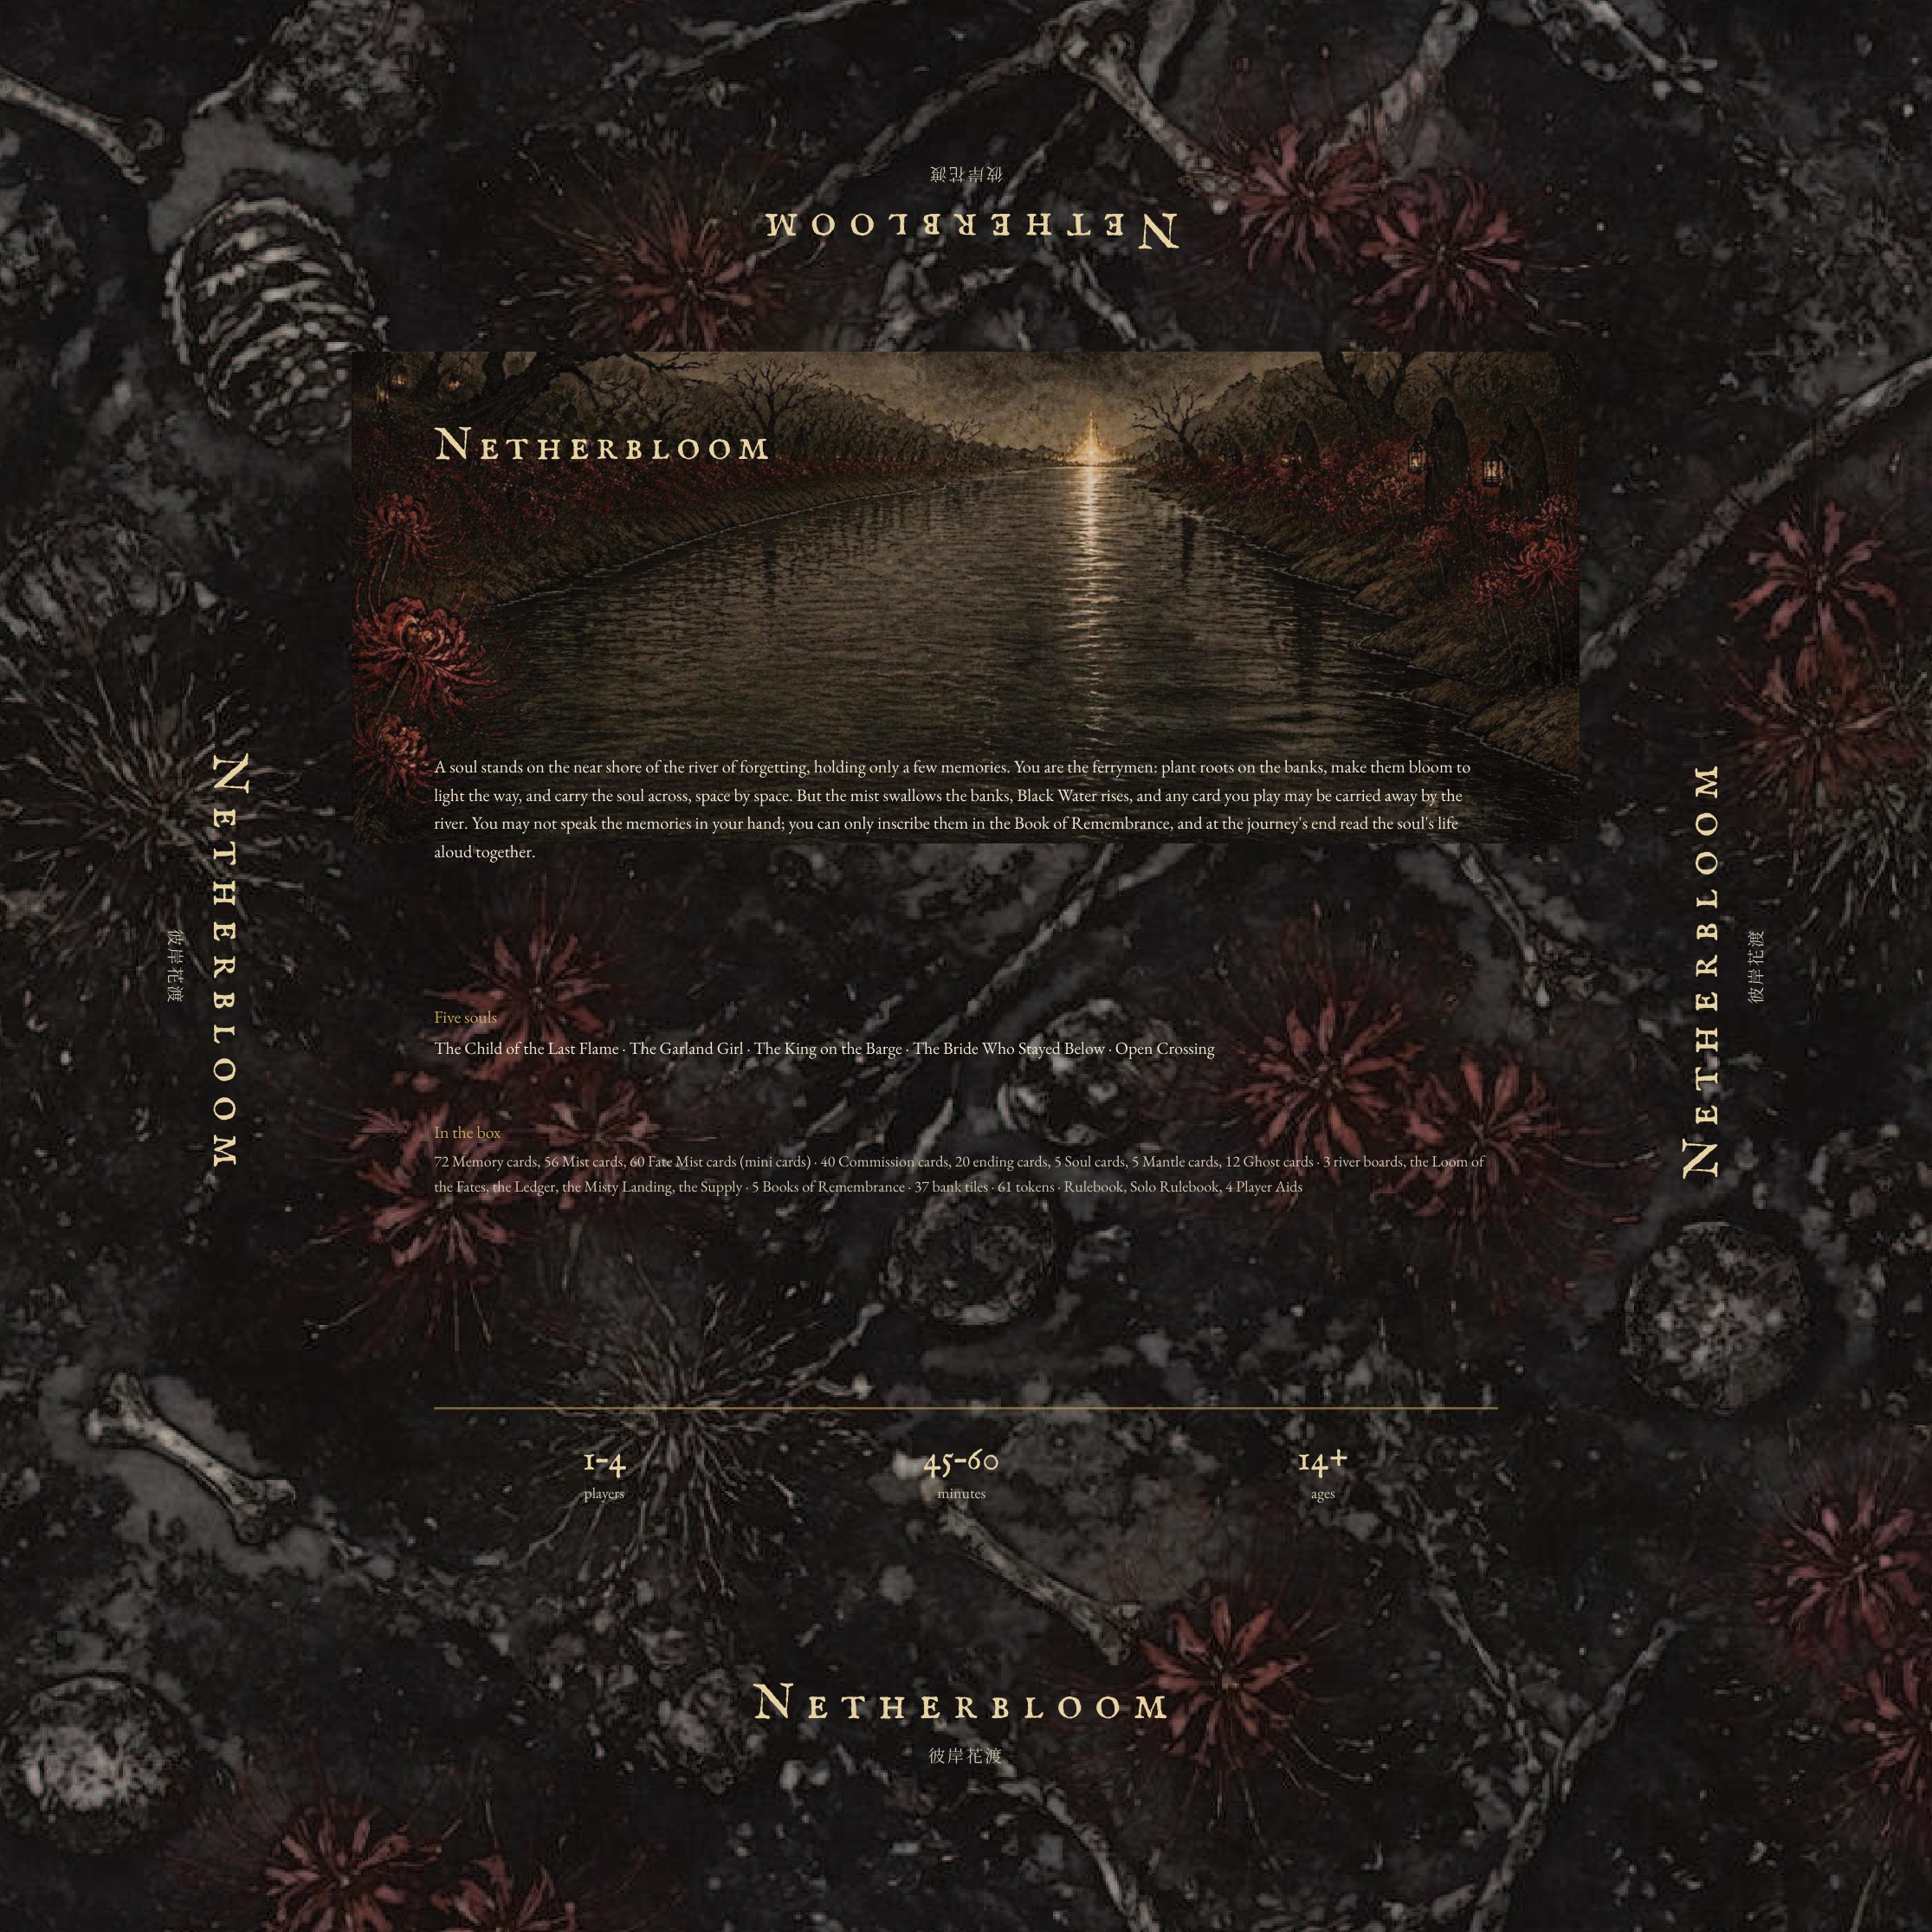 彼岸花渡
NETHERBLOOM
NETHERBLOOM
A soul stands on the near shore of the river of forgetting, holding only a few memories. You are the ferrymen: plant roots on the banks, make them bloom to
light the way, and carry the soul across, space by space. But the mist swallows the banks, Black Water rises, and any card you play may be carried away by the
river. You may not speak the memories in your hand; you can only inscribe them in the Book of Remembrance, and at the journey's end read the soul's life
aloud together.
NETHERBLOOM
彼岸花渡
NETHERBLOOM
彼岸花渡
Five souls
The Child of the Last Flame · The Garland Girl · The King on the Barge · The Bride Who Stayed Below · Open Crossing
In the box
72 Memory cards, 56 Mist cards, 60 Fate Mist cards (mini cards) · 40 Commission cards, 20 ending cards, 5 Soul cards, 5 Mantle cards, 12 Ghost cards · 3 river boards, the Loom of
the Fates, the Ledger, the Misty Landing, the Supply · 5 Books of Remembrance · 37 bank tiles · 61 tokens · Rulebook, Solo Rulebook, 4 Player Aids
1-4
players
45-60
minutes
14+
ages
NETHERBLOOM
彼岸花渡